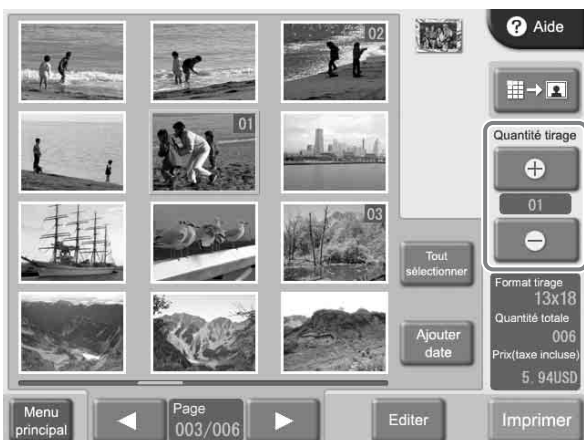 02
Aide
01
Quantité tirage
01
03
Tout
sélectionner
Format tirage
13x18
Quantité totale
006
Ajouter
date
Prix(taxe incluse)
5. 94USD
Menu
principal
Page
003/006
Editer
Imprimer